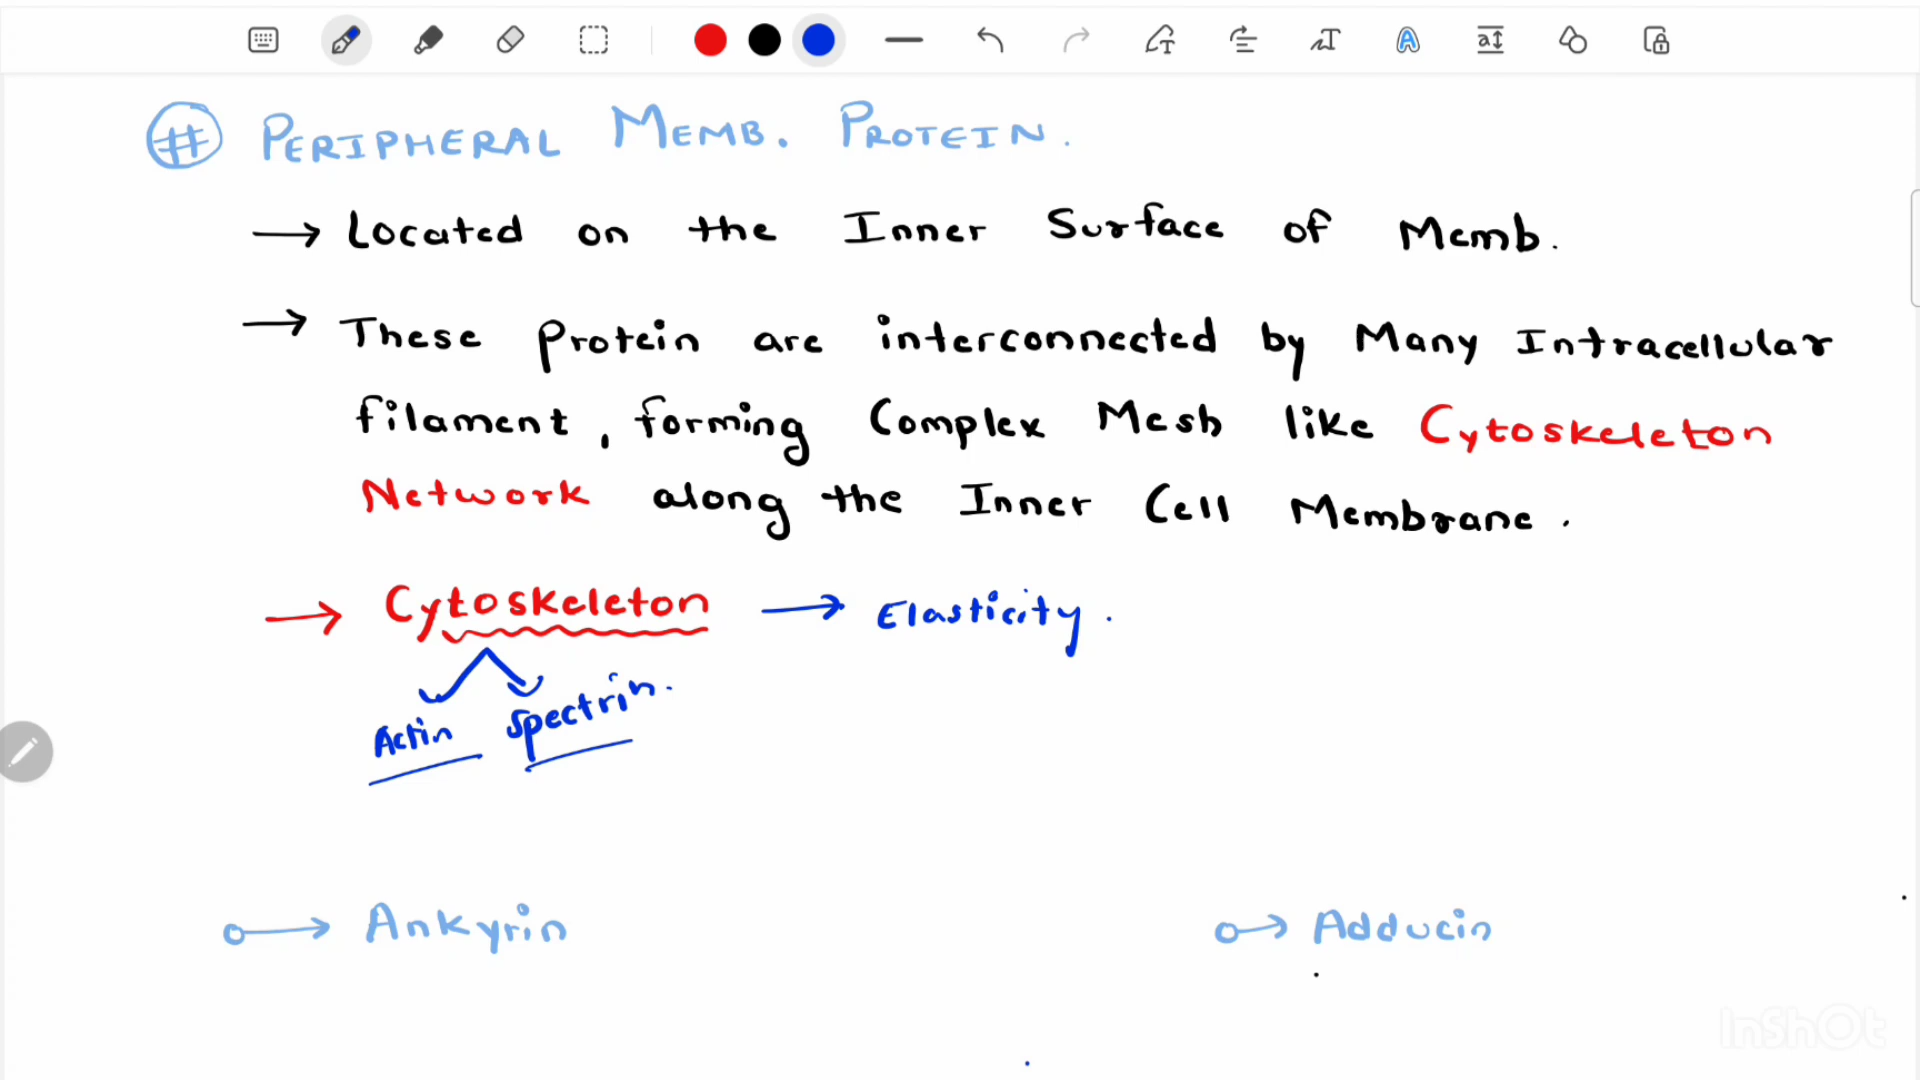 # PERIPHERAL MEMB. PROTEIN.
→ Located on the Inner Surface of Memb.
→ These Protein are interconnected by Many Intracellular
filament, forming Complex Mesh like Cytoskeleton
Network along the Inner Cell Membrane.
→ Cytoskeleton → Elasticity.
Actin Spectrin.
→ Ankyrin → Adducin
InShOt